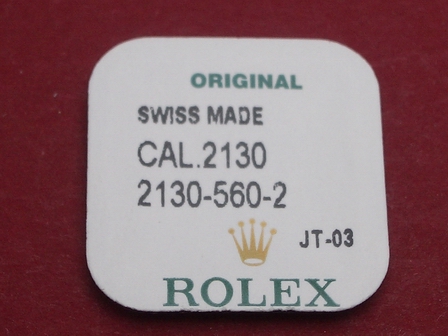 ORIGINAL
SWISS MADE
CAL.2130
2130-560-2
JT-03
ROLEX